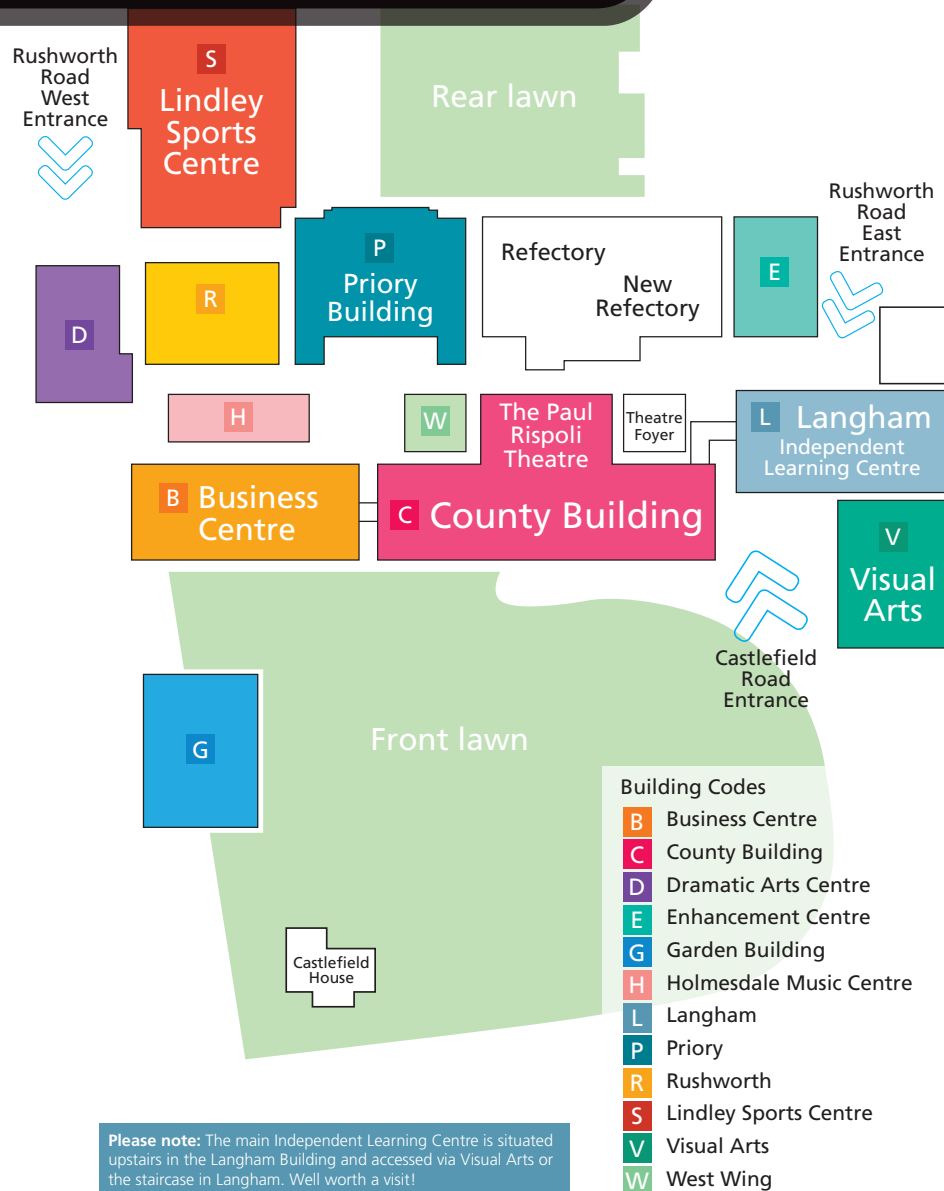 Rushworth
Road
West
Entrance
S
Lindley
Sports
Centre
Rear lawn
Rushworth
Road
East
Entrance
P
Priory
Building
Refectory
New
Refectory
E
D
R
H
W
The Paul
Rispoli
Theatre
Theatre
Foyer
L Langham
Independent
Learning Centre
B Business
Centre
C County Building
V
Visual
Arts
Castlefield
Road
Entrance
G
Front lawn
Castlefield
House
Building Codes
B Business Centre
C County Building
D Dramatic Arts Centre
E Enhancement Centre
G Garden Building
H Holmesdale Music Centre
L Langham
P Priory
R Rushworth
S Lindley Sports Centre
V Visual Arts
W West Wing
Please note: The main Independent Learning Centre is situated
upstairs in the Langham Building and accessed via Visual Arts or
the staircase in Langham. Well worth a visit!